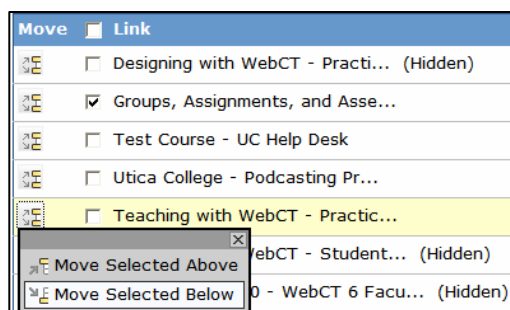 Move Link
Designing with WebCT - Practi... (Hidden)
Groups, Assignments, and Asse...
Test Course - UC Help Desk
Utica College - Podcasting Pr...
Teaching with WebCT - Practic...
ebCT - Student... (Hidden)
Move Selected Above
0 - WebCT 6 Facu... (Hidden)
Move Selected Below